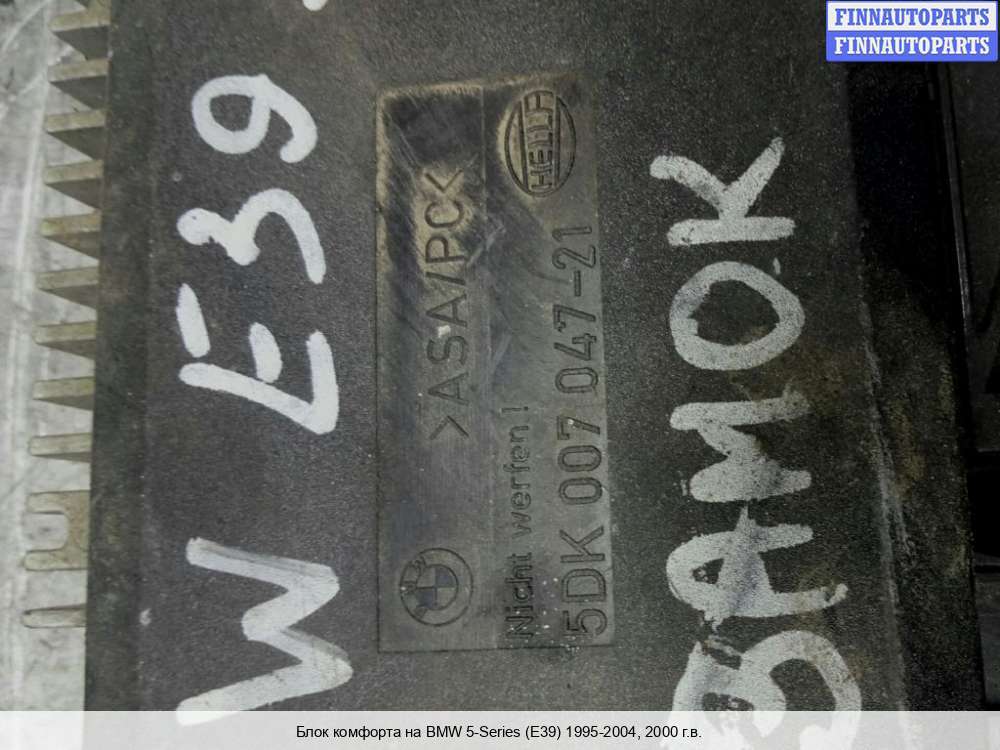 FINNAUTOPARTS
FINNAUTOPARTS
W E39
>ASA/PC<
HELLA
Nicht werfen!
5DK 007 047-21
ЗАМОК
Блок комфорта на BMW 5-Series (E39) 1995-2004, 2000 г.в.